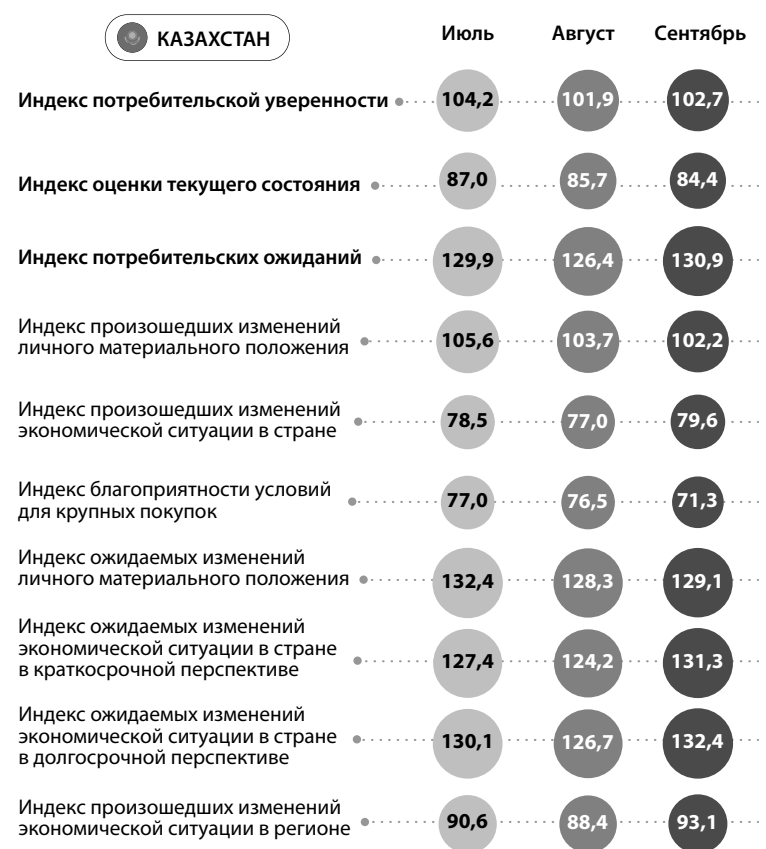 КАЗАХСТАН Июль Август Сентябрь
Индекс потребительской уверенности 104,2 101,9 102,7
Индекс оценки текущего состояния 87,0 85,7 84,4
Индекс потребительских ожиданий 129,9 126,4 130,9
Индекс произошедших изменений
личного материального положения 105,6 103,7 102,2
Индекс произошедших изменений
экономической ситуации в стране 78,5 77,0 79,6
Индекс благоприятности условий
для крупных покупок 77,0 76,5 71,3
Индекс ожидаемых изменений
личного материального положения 132,4 128,3 129,1
Индекс ожидаемых изменений
экономической ситуации в стране
в краткосрочной перспективе 127,4 124,2 131,3
Индекс ожидаемых изменений
экономической ситуации в стране
в долгосрочной перспективе 130,1 126,7 132,4
Индекс произошедших изменений
экономической ситуации в регионе 90,6 88,4 93,1